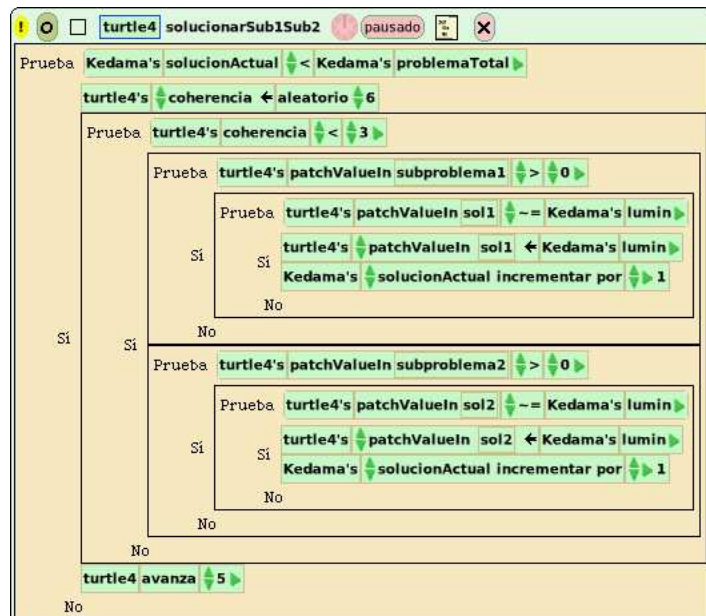 ! turtle4 solucionarSub1Sub2 pausado
Prueba Kedama's solucionActual < Kedama's problemaTotal
turtle4's coherencia ← aleatorio 6
Prueba turtle4's coherencia < 3
Prueba turtle4's patchValueIn subproblema1 > 0
Prueba turtle4's patchValueIn sol1 ~= Kedama's lumin
Sí Sí turtle4's patchValueIn sol1 ← Kedama's lumin
Kedama's solucionActual incrementar por 1
No
No
Sí Sí
Prueba turtle4's patchValueIn subproblema2 > 0
Prueba turtle4's patchValueIn sol2 ~= Kedama's lumin
Sí Sí turtle4's patchValueIn sol2 ← Kedama's lumin
Kedama's solucionActual incrementar por 1
No
No
No
turtle4 avanza 5
No